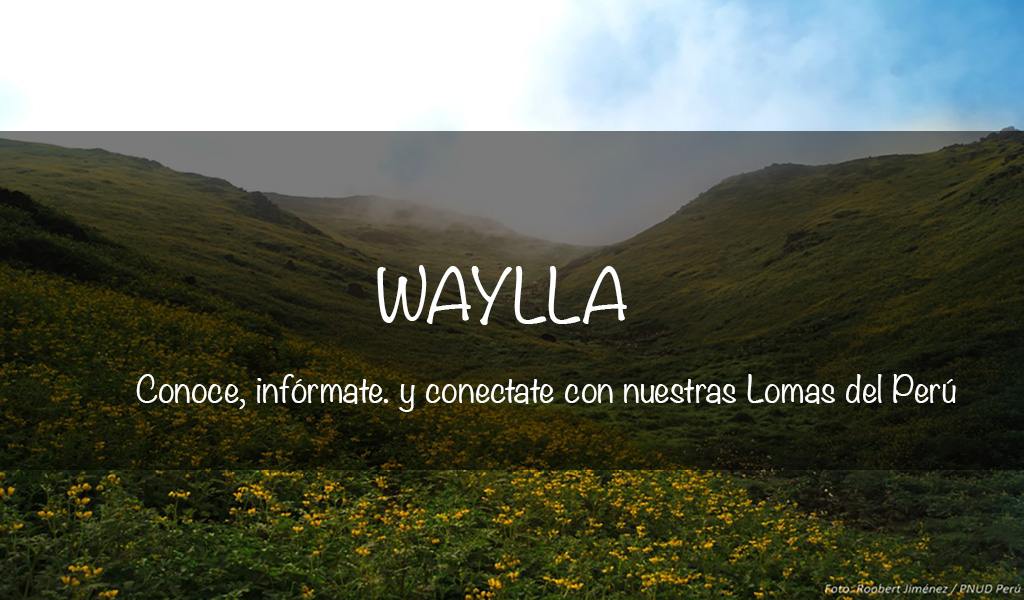 WAYLLA
Conoce, infórmate. y conectate con nuestras Lomas del Perú
Foto: Roobert Jiménez / PNUD Perú